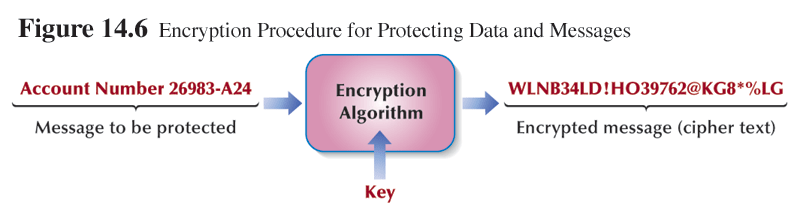 Figure 14.6 Encryption Procedure for Protecting Data and Messages
Account Number 26983-A24
Message to be protected
Encryption
Algorithm
Key
WLNB34LD!HO39762@KG8*%LG
Encrypted message (cipher text)